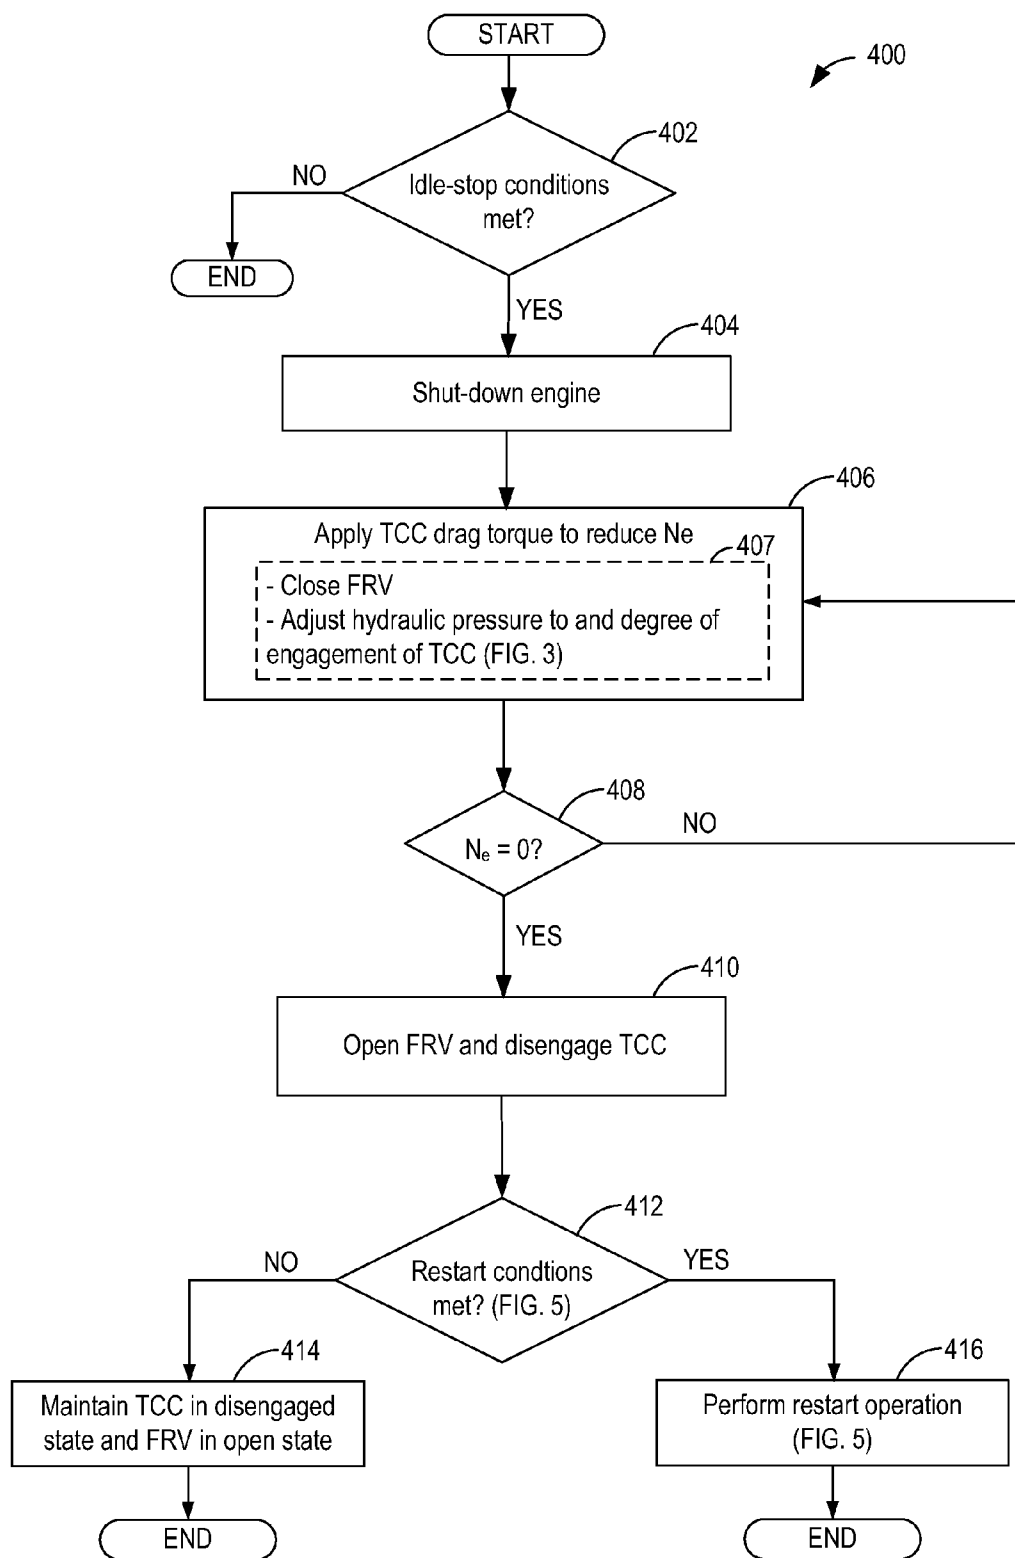 START
400
402
Idle-stop conditions
met?
NO
END
YES
404
Shut-down engine
406
Apply TCC drag torque to reduce Ne
407
- Close FRV
- Adjust hydraulic pressure to and degree of
engagement of TCC (FIG. 3)
408
Nₑ = 0?
NO
YES
410
Open FRV and disengage TCC
412
Restart condtions
met? (FIG. 5)
NO
YES
414
Maintain TCC in disengaged
state and FRV in open state
416
Perform restart operation
(FIG. 5)
END
END